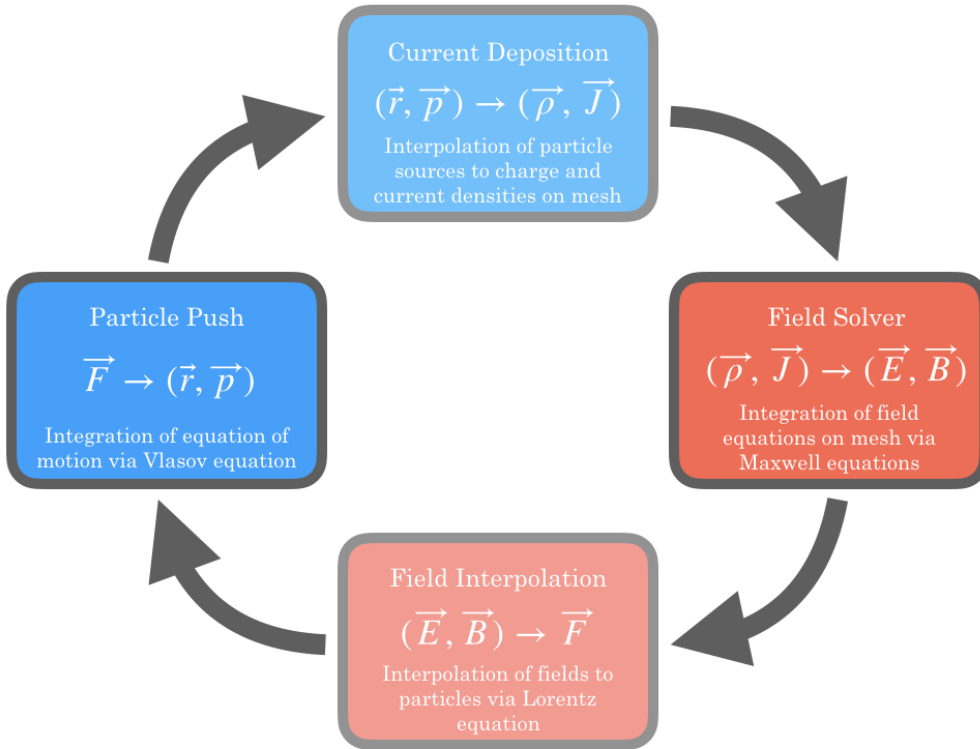 Current Deposition
(r⃗, p⃗) → (ρ⃗, J⃗)
Interpolation of particle
sources to charge and
current densities on mesh
Particle Push
F⃗ → (r⃗, p⃗)
Integration of equation of
motion via Vlasov equation
Field Solver
(ρ⃗, J⃗) → (E⃗, B⃗)
Integration of field
equations on mesh via
Maxwell equations
Field Interpolation
(E⃗, B⃗) → F⃗
Interpolation of fields to
particles via Lorentz
equation